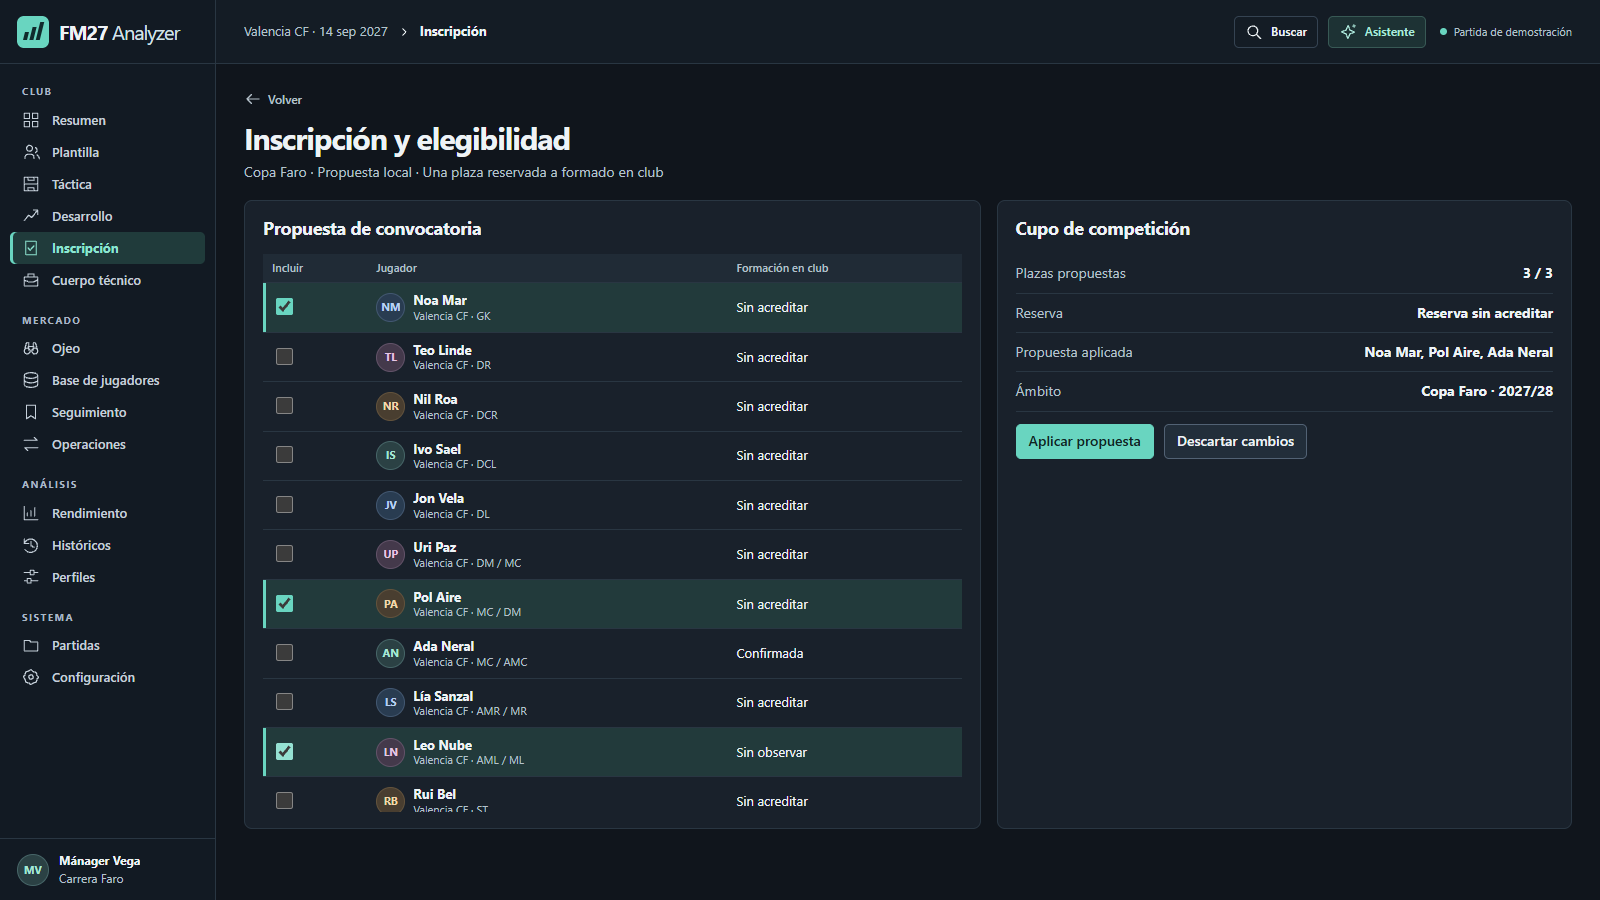 FM27 Analyzer
Valencia CF · 14 sep 2027 › Inscripción
Buscar
Asistente
Partida de demostración
CLUB
Resumen
Plantilla
Táctica
Desarrollo
Inscripción
Cuerpo técnico
MERCADO
Ojeo
Base de jugadores
Seguimiento
Operaciones
ANÁLISIS
Rendimiento
Históricos
Perfiles
SISTEMA
Partidas
Configuración
MV
Mánager Vega
Carrera Faro
Volver
Inscripción y elegibilidad
Copa Faro · Propuesta local · Una plaza reservada a formado en club
Propuesta de convocatoria
Incluir Jugador Formación en club
NM Noa Mar Sin acreditar
Valencia CF · GK
TL Teo Linde Sin acreditar
Valencia CF · DR
NR Nil Roa Sin acreditar
Valencia CF · DCR
IS Ivo Sael Sin acreditar
Valencia CF · DCL
JV Jon Vela Sin acreditar
Valencia CF · DL
UP Uri Paz Sin acreditar
Valencia CF · DM / MC
PA Pol Aire Sin acreditar
Valencia CF · MC / DM
AN Ada Neral Confirmada
Valencia CF · MC / AMC
LS Lía Sanzal Sin acreditar
Valencia CF · AMR / MR
LN Leo Nube Sin observar
Valencia CF · AML / ML
RB Rui Bel Sin acreditar
Valencia CF · ST
Cupo de competición
Plazas propuestas 3 / 3
Reserva Reserva sin acreditar
Propuesta aplicada Noa Mar, Pol Aire, Ada Neral
Ámbito Copa Faro · 2027/28
Aplicar propuesta
Descartar cambios